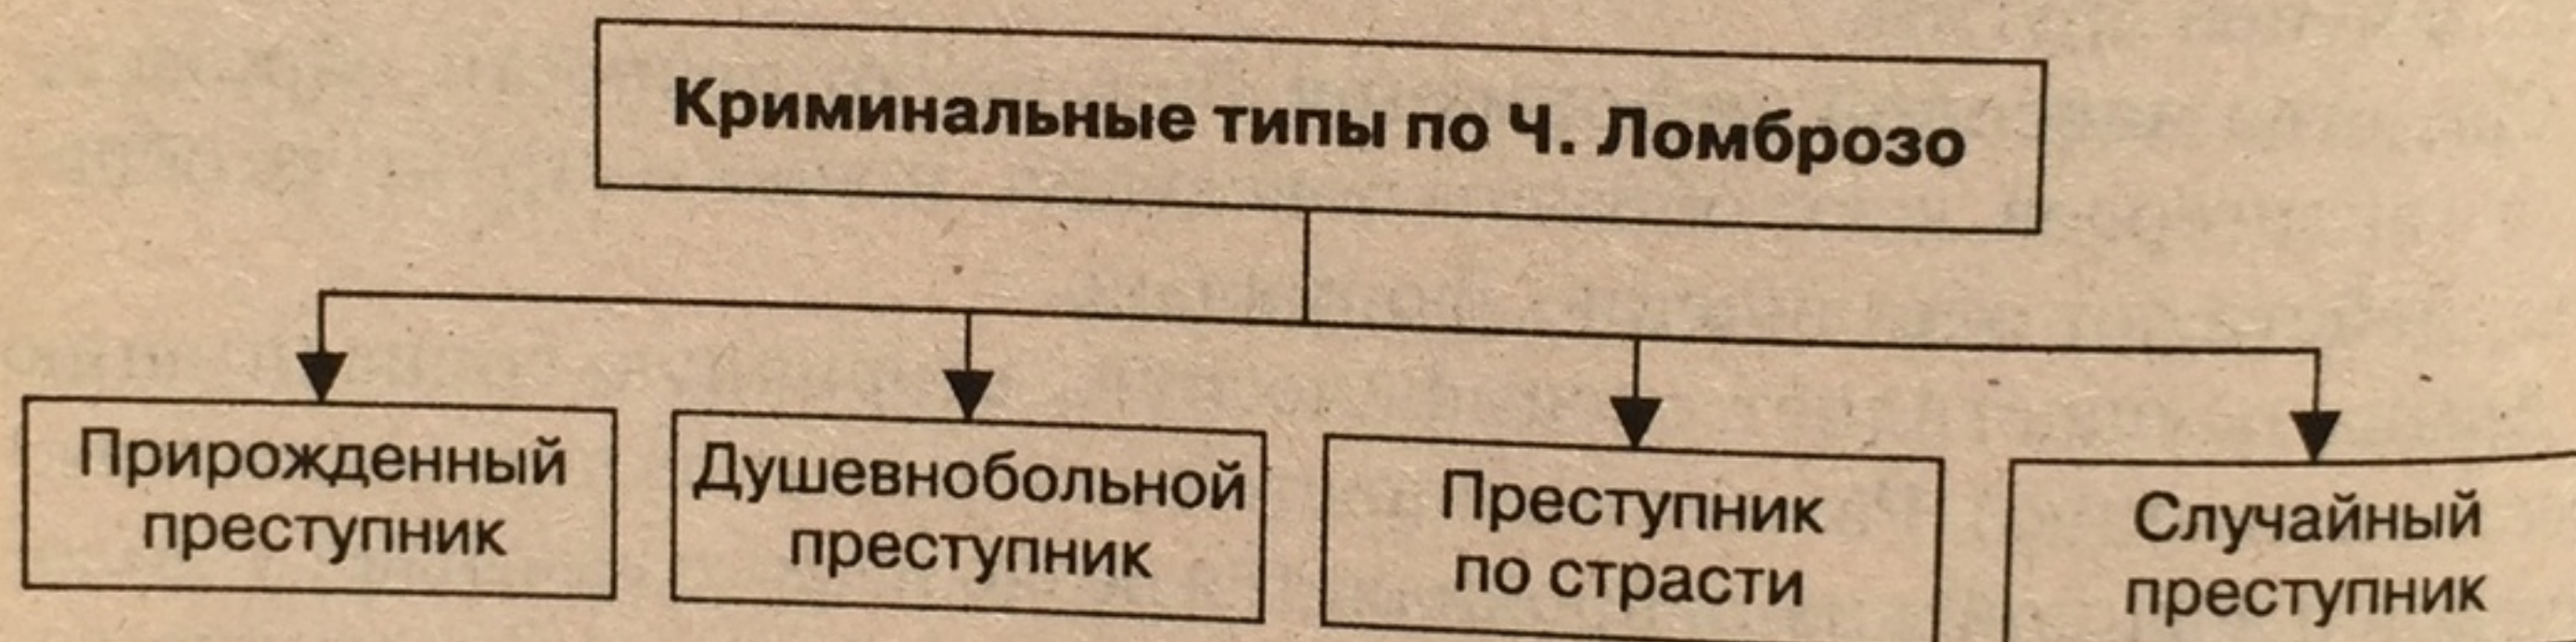 Криминальные типы по Ч. Ломброзо
Прирожденный
преступник
Душевнобольной
преступник
Преступник
по страсти
Случайный
преступник